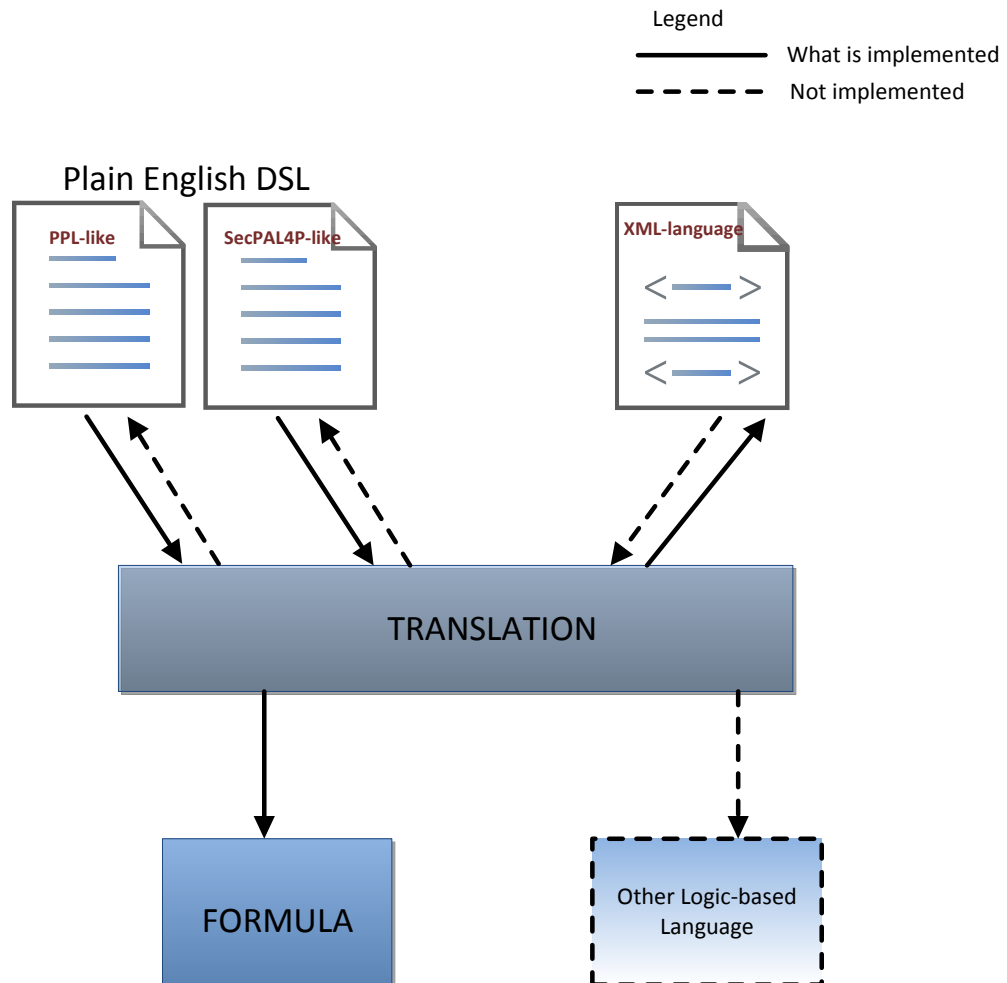 Legend
What is implemented
Not implemented
Plain English DSL
PPL-like
SecPAL4P-like
XML-language
TRANSLATION
FORMULA
Other Logic-based
Language